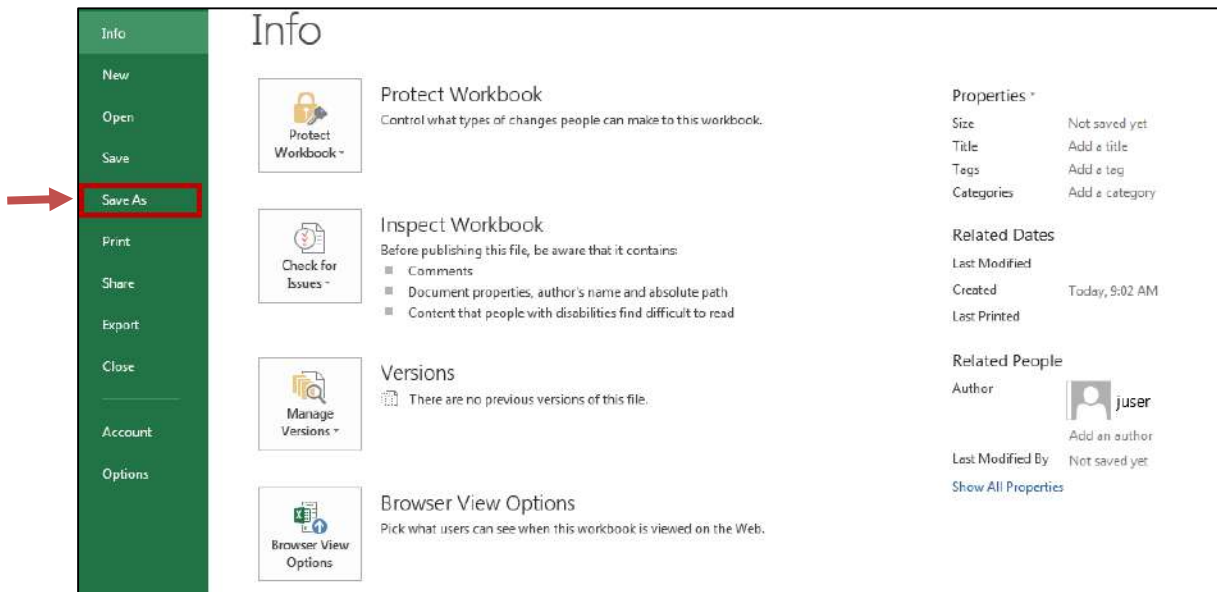 Info
New
Open
Save
Save As
Print
Share
Export
Close
Account
Options
Info
Protect
Workbook
Protect Workbook
Control what types of changes people can make to this workbook.
Check for
Issues
Inspect Workbook
Before publishing this file, be aware that it contains:
Comments
Document properties, author's name and absolute path
Content that people with disabilities find difficult to read
Manage
Versions
Versions
There are no previous versions of this file.
Browser View
Options
Browser View Options
Pick what users can see when this workbook is viewed on the Web.
Properties
Size Not saved yet
Title Add a title
Tags Add a tag
Categories Add a category
Related Dates
Last Modified
Created Today, 9:02 AM
Last Printed
Related People
Author juser
Add an author
Last Modified By Not saved yet
Show All Properties